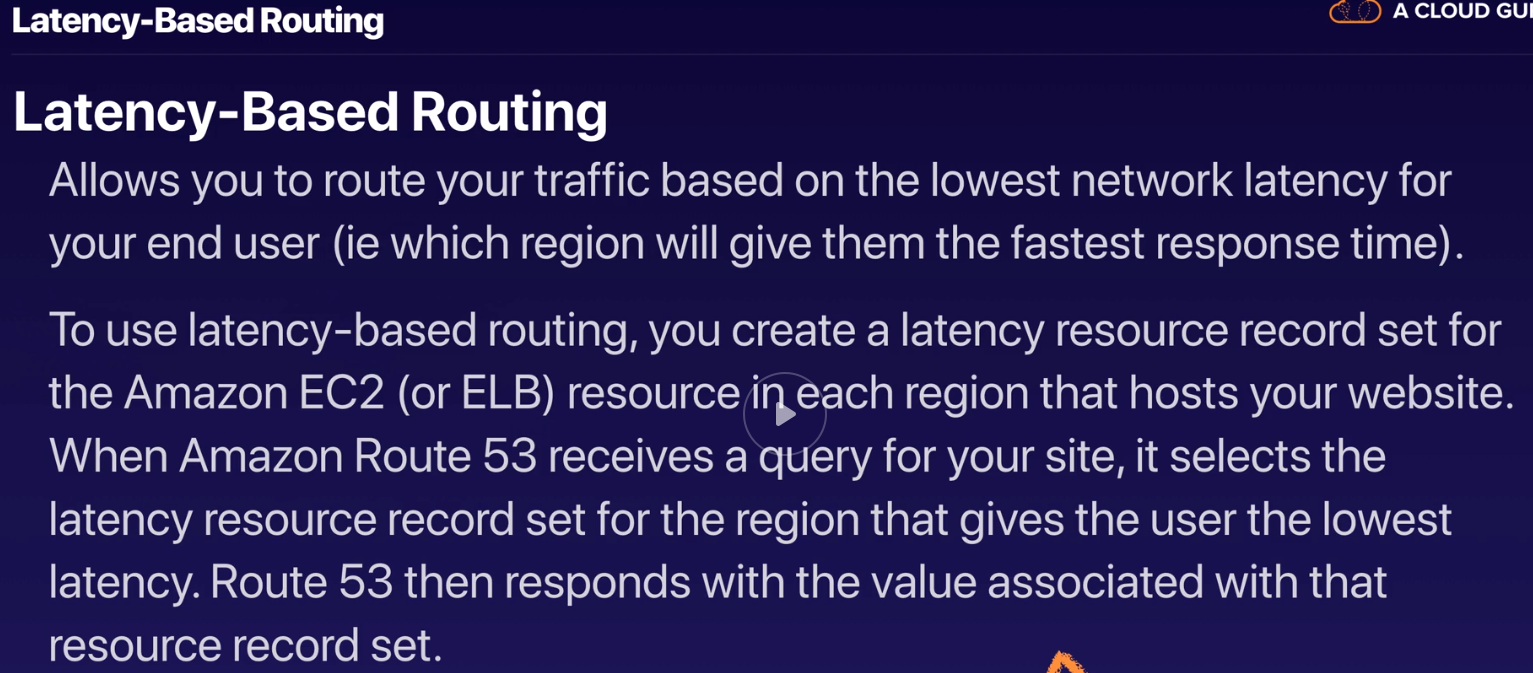 Latency-Based Routing
A CLOUD GU
Latency-Based Routing
Allows you to route your traffic based on the lowest network latency for
your end user (ie which region will give them the fastest response time).
To use latency-based routing, you create a latency resource record set for
the Amazon EC2 (or ELB) resource in each region that hosts your website.
When Amazon Route 53 receives a query for your site, it selects the
latency resource record set for the region that gives the user the lowest
latency. Route 53 then responds with the value associated with that
resource record set.